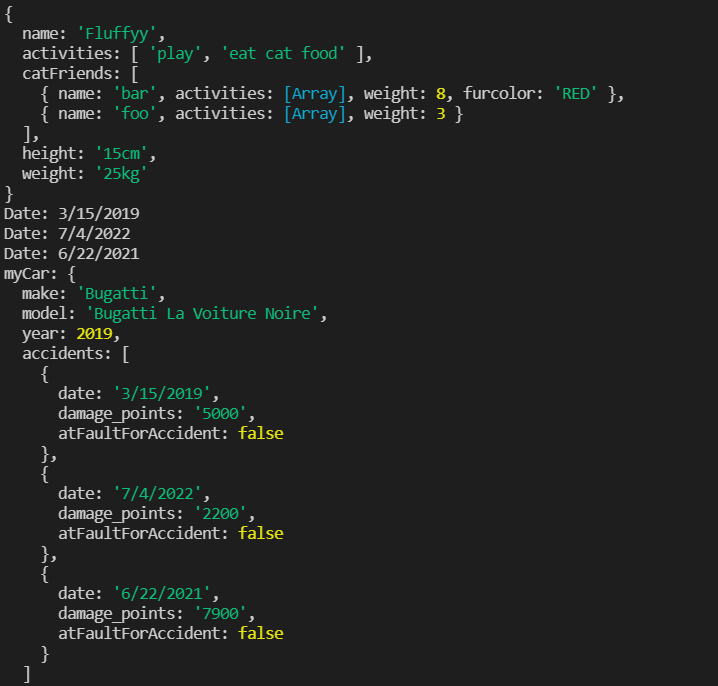 {
  name: 'Fluffyy',
  activities: [ 'play', 'eat cat food' ],
  catFriends: [
    { name: 'bar', activities: [Array], weight: 8, furcolor: 'RED' },
    { name: 'foo', activities: [Array], weight: 3 }
  ],
  height: '15cm',
  weight: '25kg'
}
Date: 3/15/2019
Date: 7/4/2022
Date: 6/22/2021
myCar: {
  make: 'Bugatti',
  model: 'Bugatti La Voiture Noire',
  year: 2019,
  accidents: [
    {
      date: '3/15/2019',
      damage_points: '5000',
      atFaultForAccident: false
    },
    {
      date: '7/4/2022',
      damage_points: '2200',
      atFaultForAccident: false
    },
    {
      date: '6/22/2021',
      damage_points: '7900',
      atFaultForAccident: false
    }
  ]